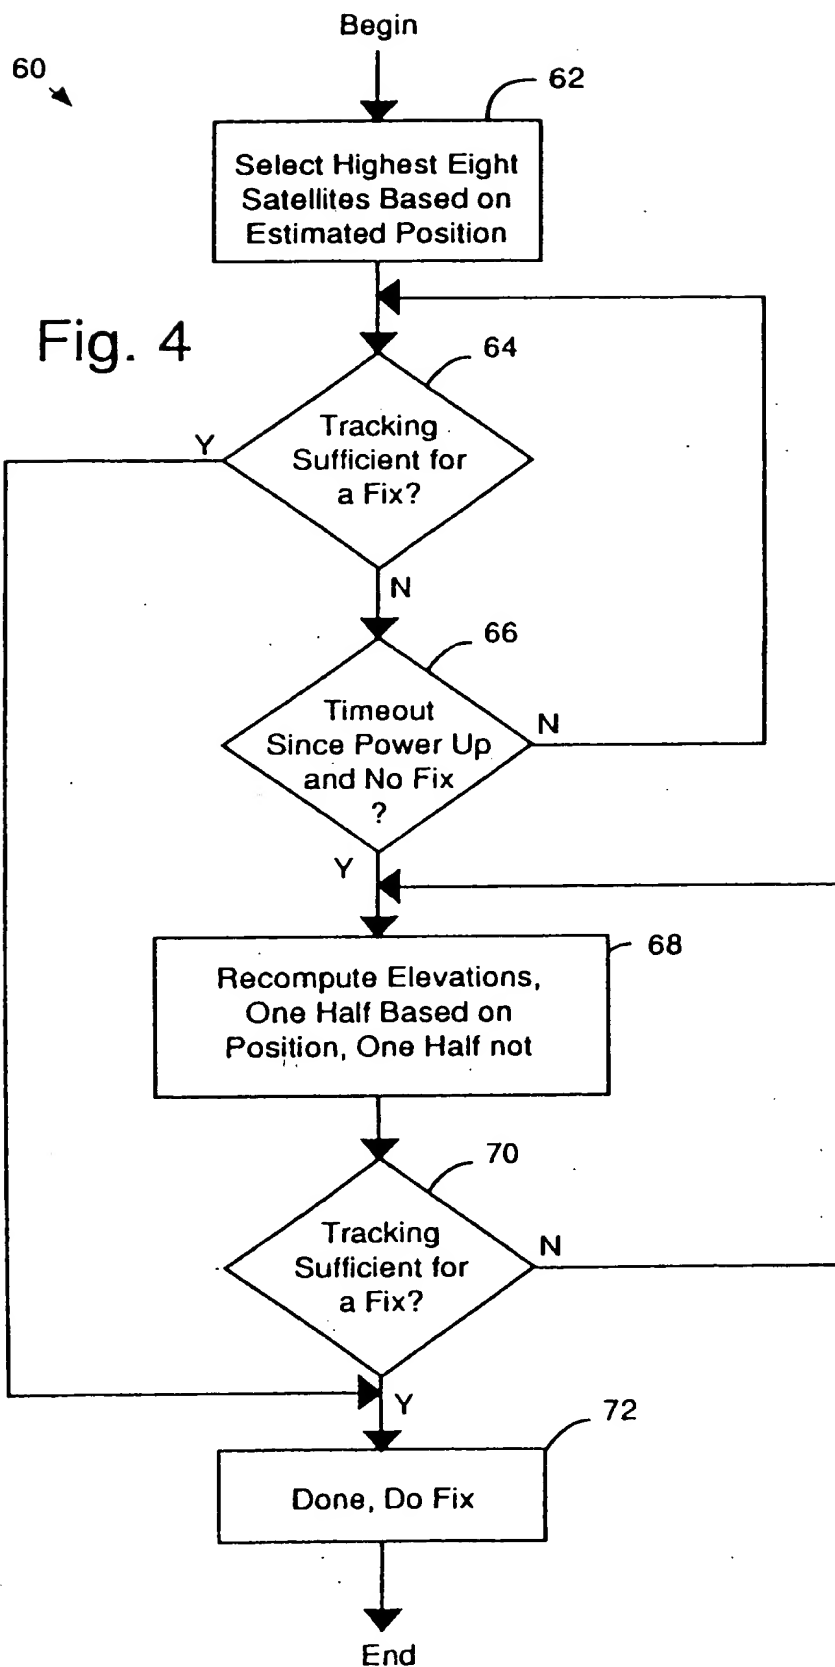 Begin
60
62
Select Highest Eight
Satellites Based on
Estimated Position
Fig. 4
64
Tracking
Sufficient for
a Fix?
Y
N
66
Timeout
Since Power Up
and No Fix
?
N
Y
68
Recompute Elevations,
One Half Based on
Position, One Half not
70
Tracking
Sufficient for
a Fix?
N
Y
72
Done, Do Fix
End